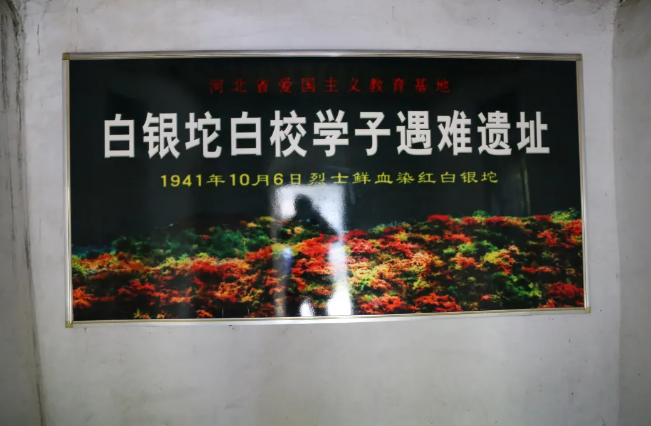 河北省爱国主义教育基地
白银坨白校学子遇难遗址
1941年10月6日烈士鲜血染红白银坨